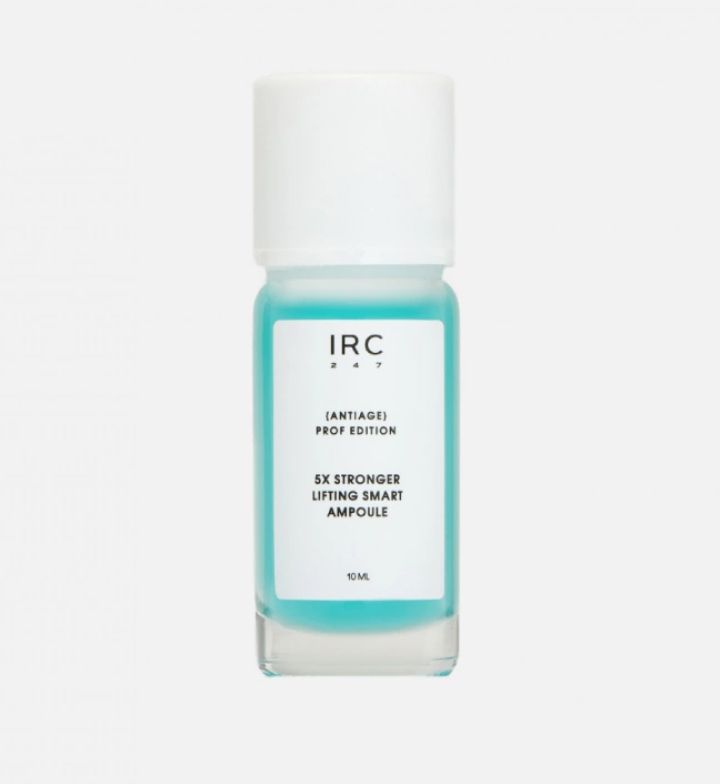 IRC
2 4 7
(ANTIAGE)
PROF EDITION
5X STRONGER
LIFTING SMART
AMPOULE
10 ML